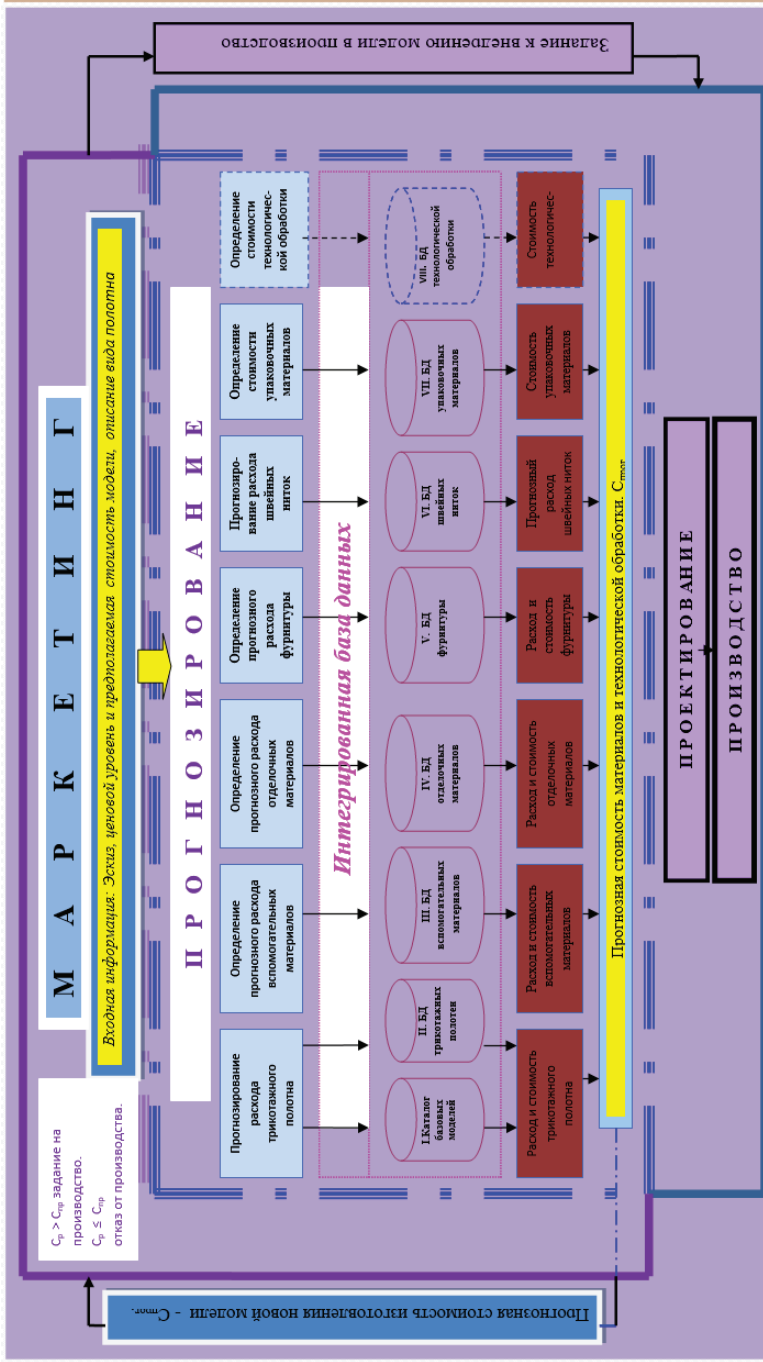 М А Р К Е Т И Н Г
Входная информация: Эскиз, ценовой уровень и предполагаемая стоимость модели, описание вида полотна
Ср > Спр задание на
производство.
Ср ≤ Спр
отказ от производства.
Задание к внедрению модели в производство
П Р О Г Н О З И Р О В А Н И Е
Прогнозирование
расхода
трикотажного
полотна
Определение
прогнозного расхода
вспомогательных
материалов
Определение
прогнозного расхода
отделочных
материалов
Определение
прогнозного
расхода
фурнитуры
Прогнозиро-
вание расхода
швейных
ниток
Определение
стоимости
упаковочных
материалов
Определение
стоимости
технологичес-
кой обработки
Интегрированная база данных
I.Каталог
базовых
моделей
II. БД
трикотажных
полотен
III. БД
вспомогательных
материалов
IV. БД
отделочных
материалов
V. БД
фурнитуры
VI. БД
швейных
ниток
VII. БД
упаковочных
материалов
VIII. БД
технологической
обработки
Расход и стоимость
трикотажного
полотна
Расход и стоимость
вспомогательных
материалов
Расход и стоимость
отделочных
материалов
Расход и
стоимость
фурнитуры
Прогнозный
расход
швейных ниток
Стоимость
упаковочных
материалов
Стоимость
технологичес-
Прогнозная стоимость материалов и технологической обработки.
ПРОЕКТИРОВАНИЕ
ПРОИЗВОДСТВО
Прогнозная стоимость изготовления новой модели -